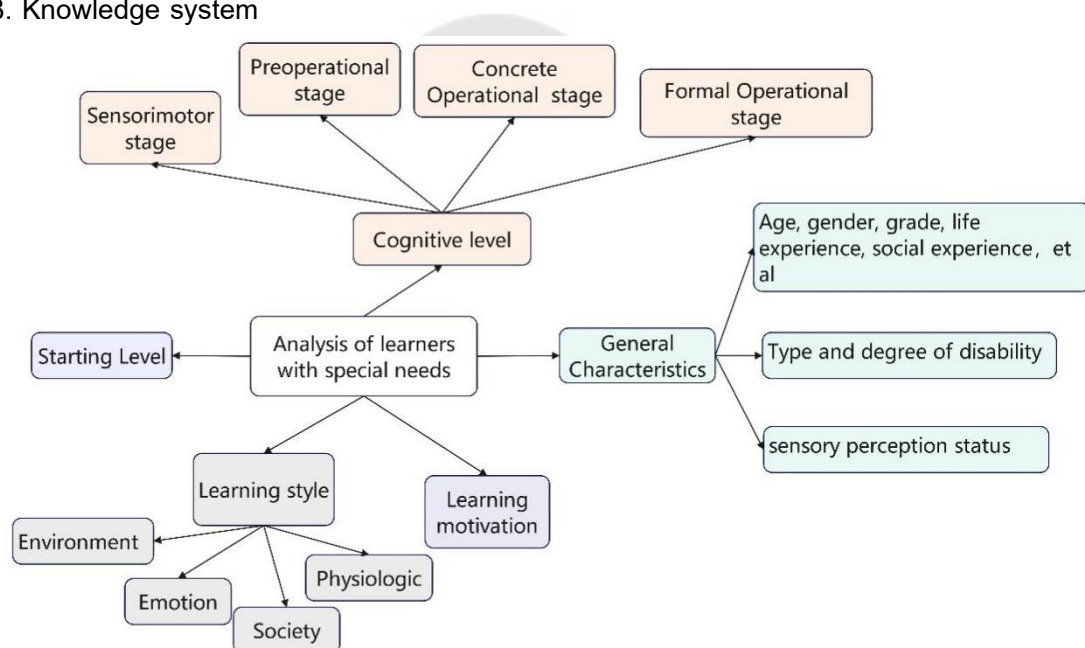 3. Knowledge system
Preoperational
stage
Concrete
Operational stage
Formal Operational
stage
Sensorimotor
stage
Cognitive level
Age, gender, grade, life
experience, social experience，et
al
Starting Level
Analysis of learners
with special needs
General
Characteristics
Type and degree of disability
sensory perception status
Learning style
Learning
motivation
Environment
Physiologic
Emotion
Society